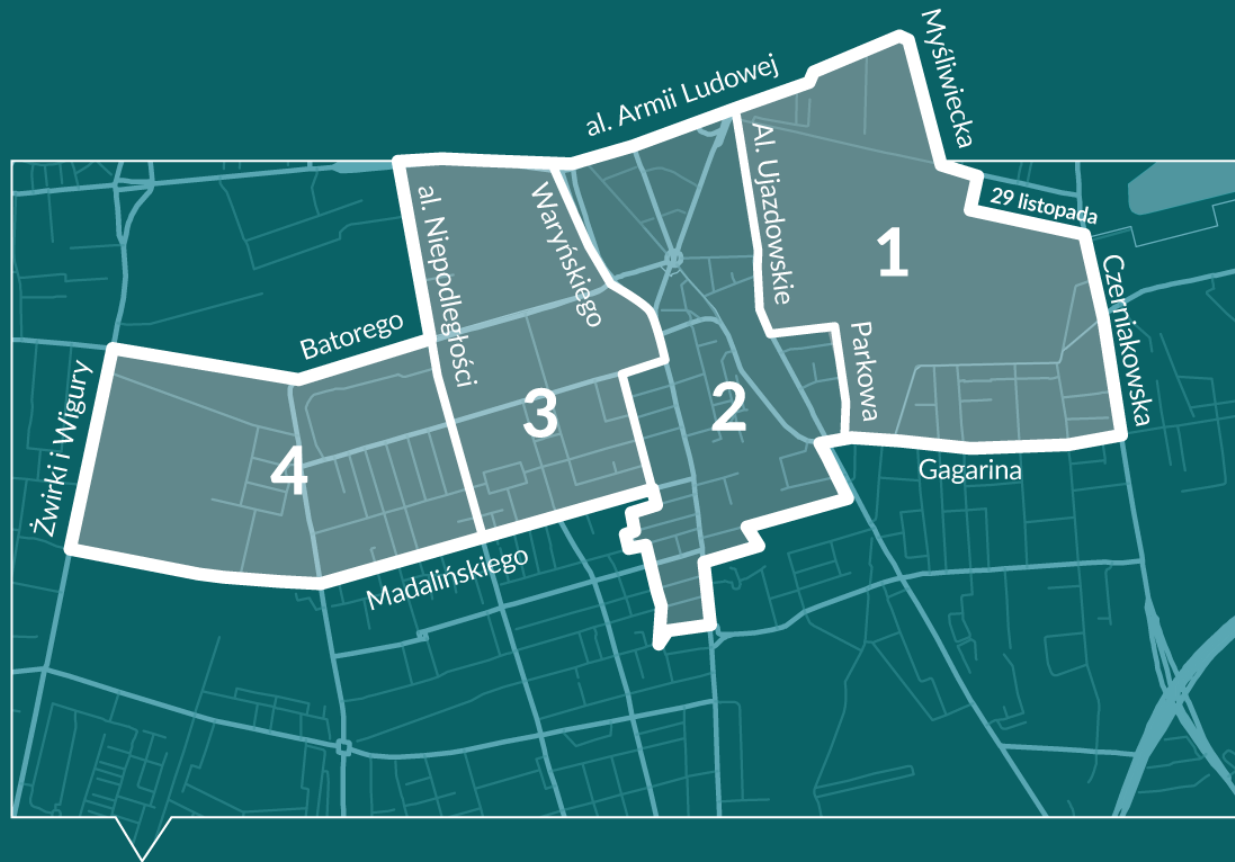 Myśliwiecka
al. Armii Ludowej
Al. Ujazdowskie
al. Niepodległości
Waryńskiego
29 listopada
1
Czerniakowska
Batorego
Parkowa
Żwirki i Wigury
3
2
4
Gagarina
Madalińskiego